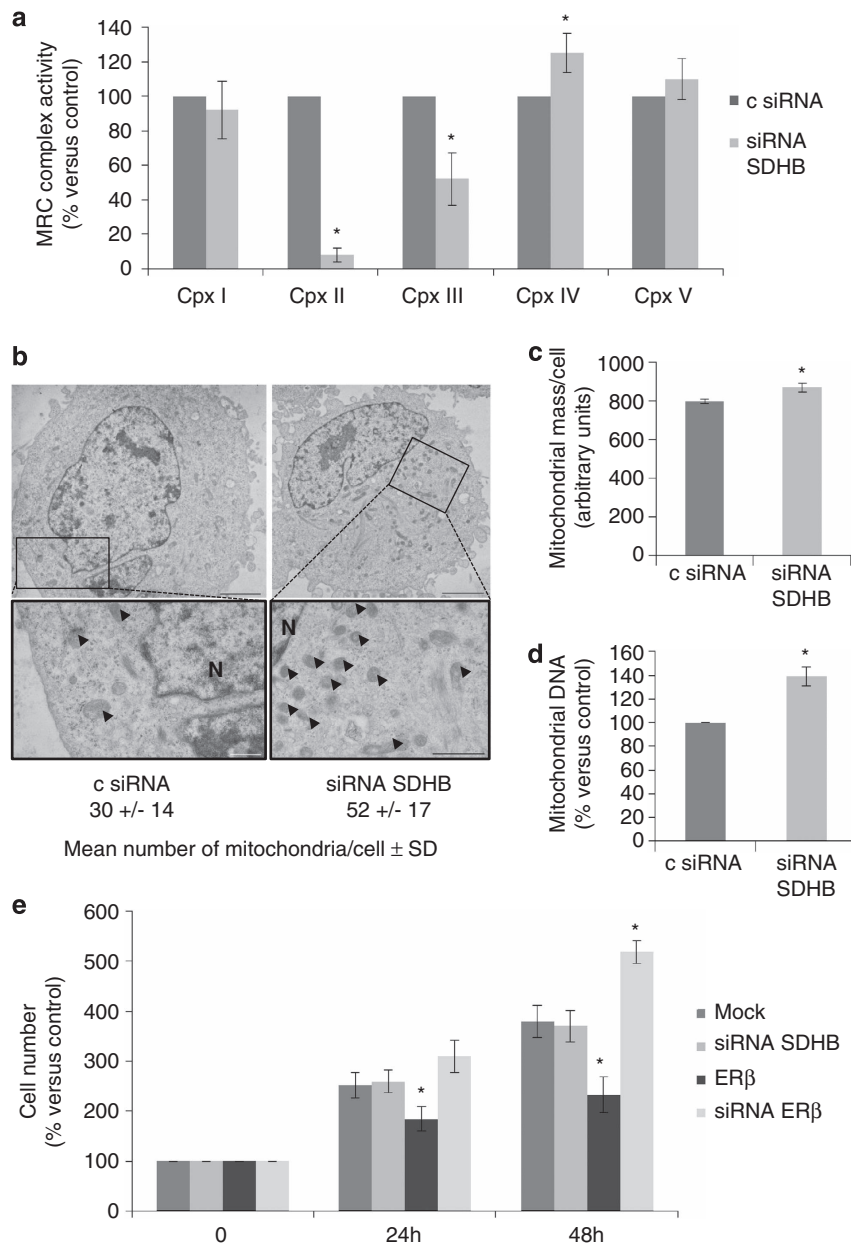 a
MRC complex activity
(% versus control)
140
120
100
80
60
40
20
0
*
*
*
Cpx I
Cpx II
Cpx III
Cpx IV
Cpx V
c siRNA
siRNA
SDHB
b
N
N
c siRNA
30 +/- 14
siRNA SDHB
52 +/- 17
Mean number of mitochondria/cell ± SD
c
Mitochondrial mass/cell
(arbitrary units)
1000
800
600
400
200
0
*
c siRNA
siRNA
SDHB
d
Mitochondrial DNA
(% versus control)
160
140
120
100
80
60
40
20
0
*
c siRNA
siRNA
SDHB
e
Cell number
(% versus control)
600
500
400
300
200
100
0
*
*
*
0
24h
48h
Mock
siRNA SDHB
ERβ
siRNA ERβ